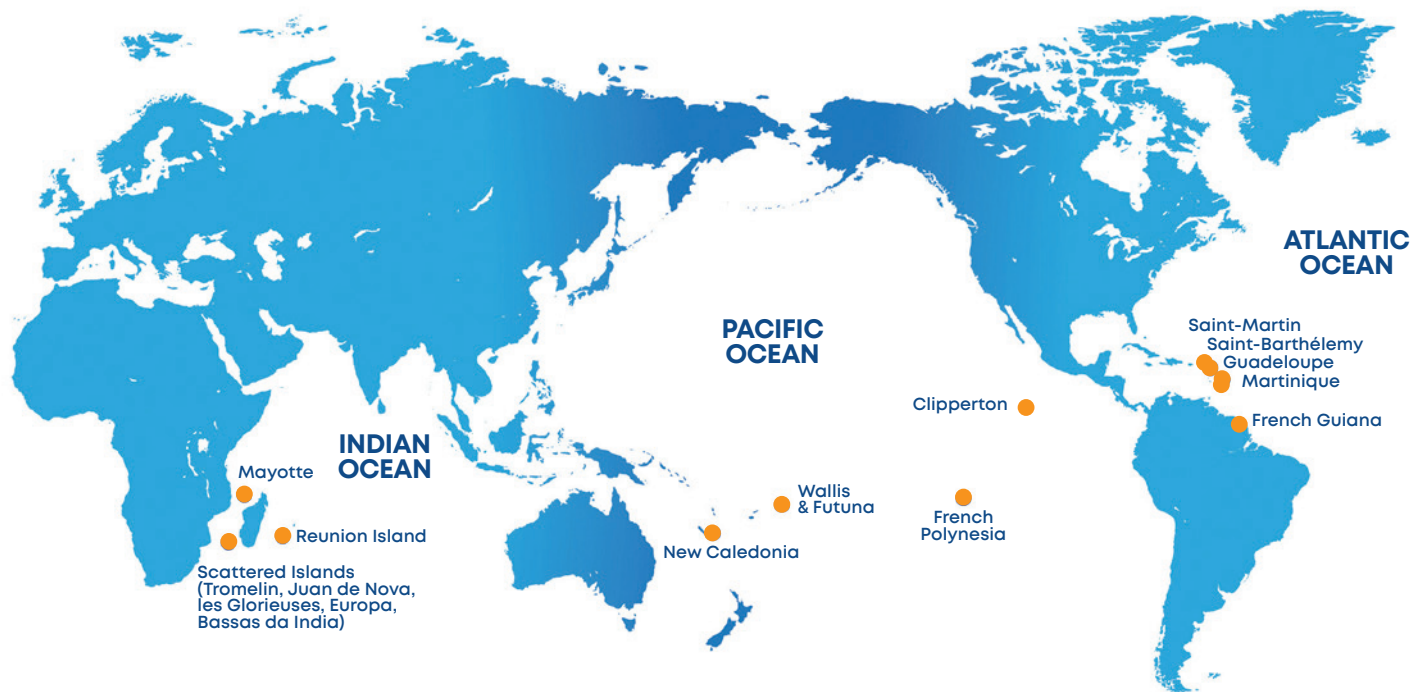 ATLANTIC
OCEAN
PACIFIC
OCEAN
Saint-Martin
Saint-Barthélemy
Guadeloupe
Martinique
Clipperton
French Guiana
INDIAN
OCEAN
Mayotte
Wallis
& Futuna
French
Polynesia
Reunion Island
New Caledonia
Scattered Islands
(Tromelin, Juan de Nova,
les Glorieuses, Europa,
Bassas da India)